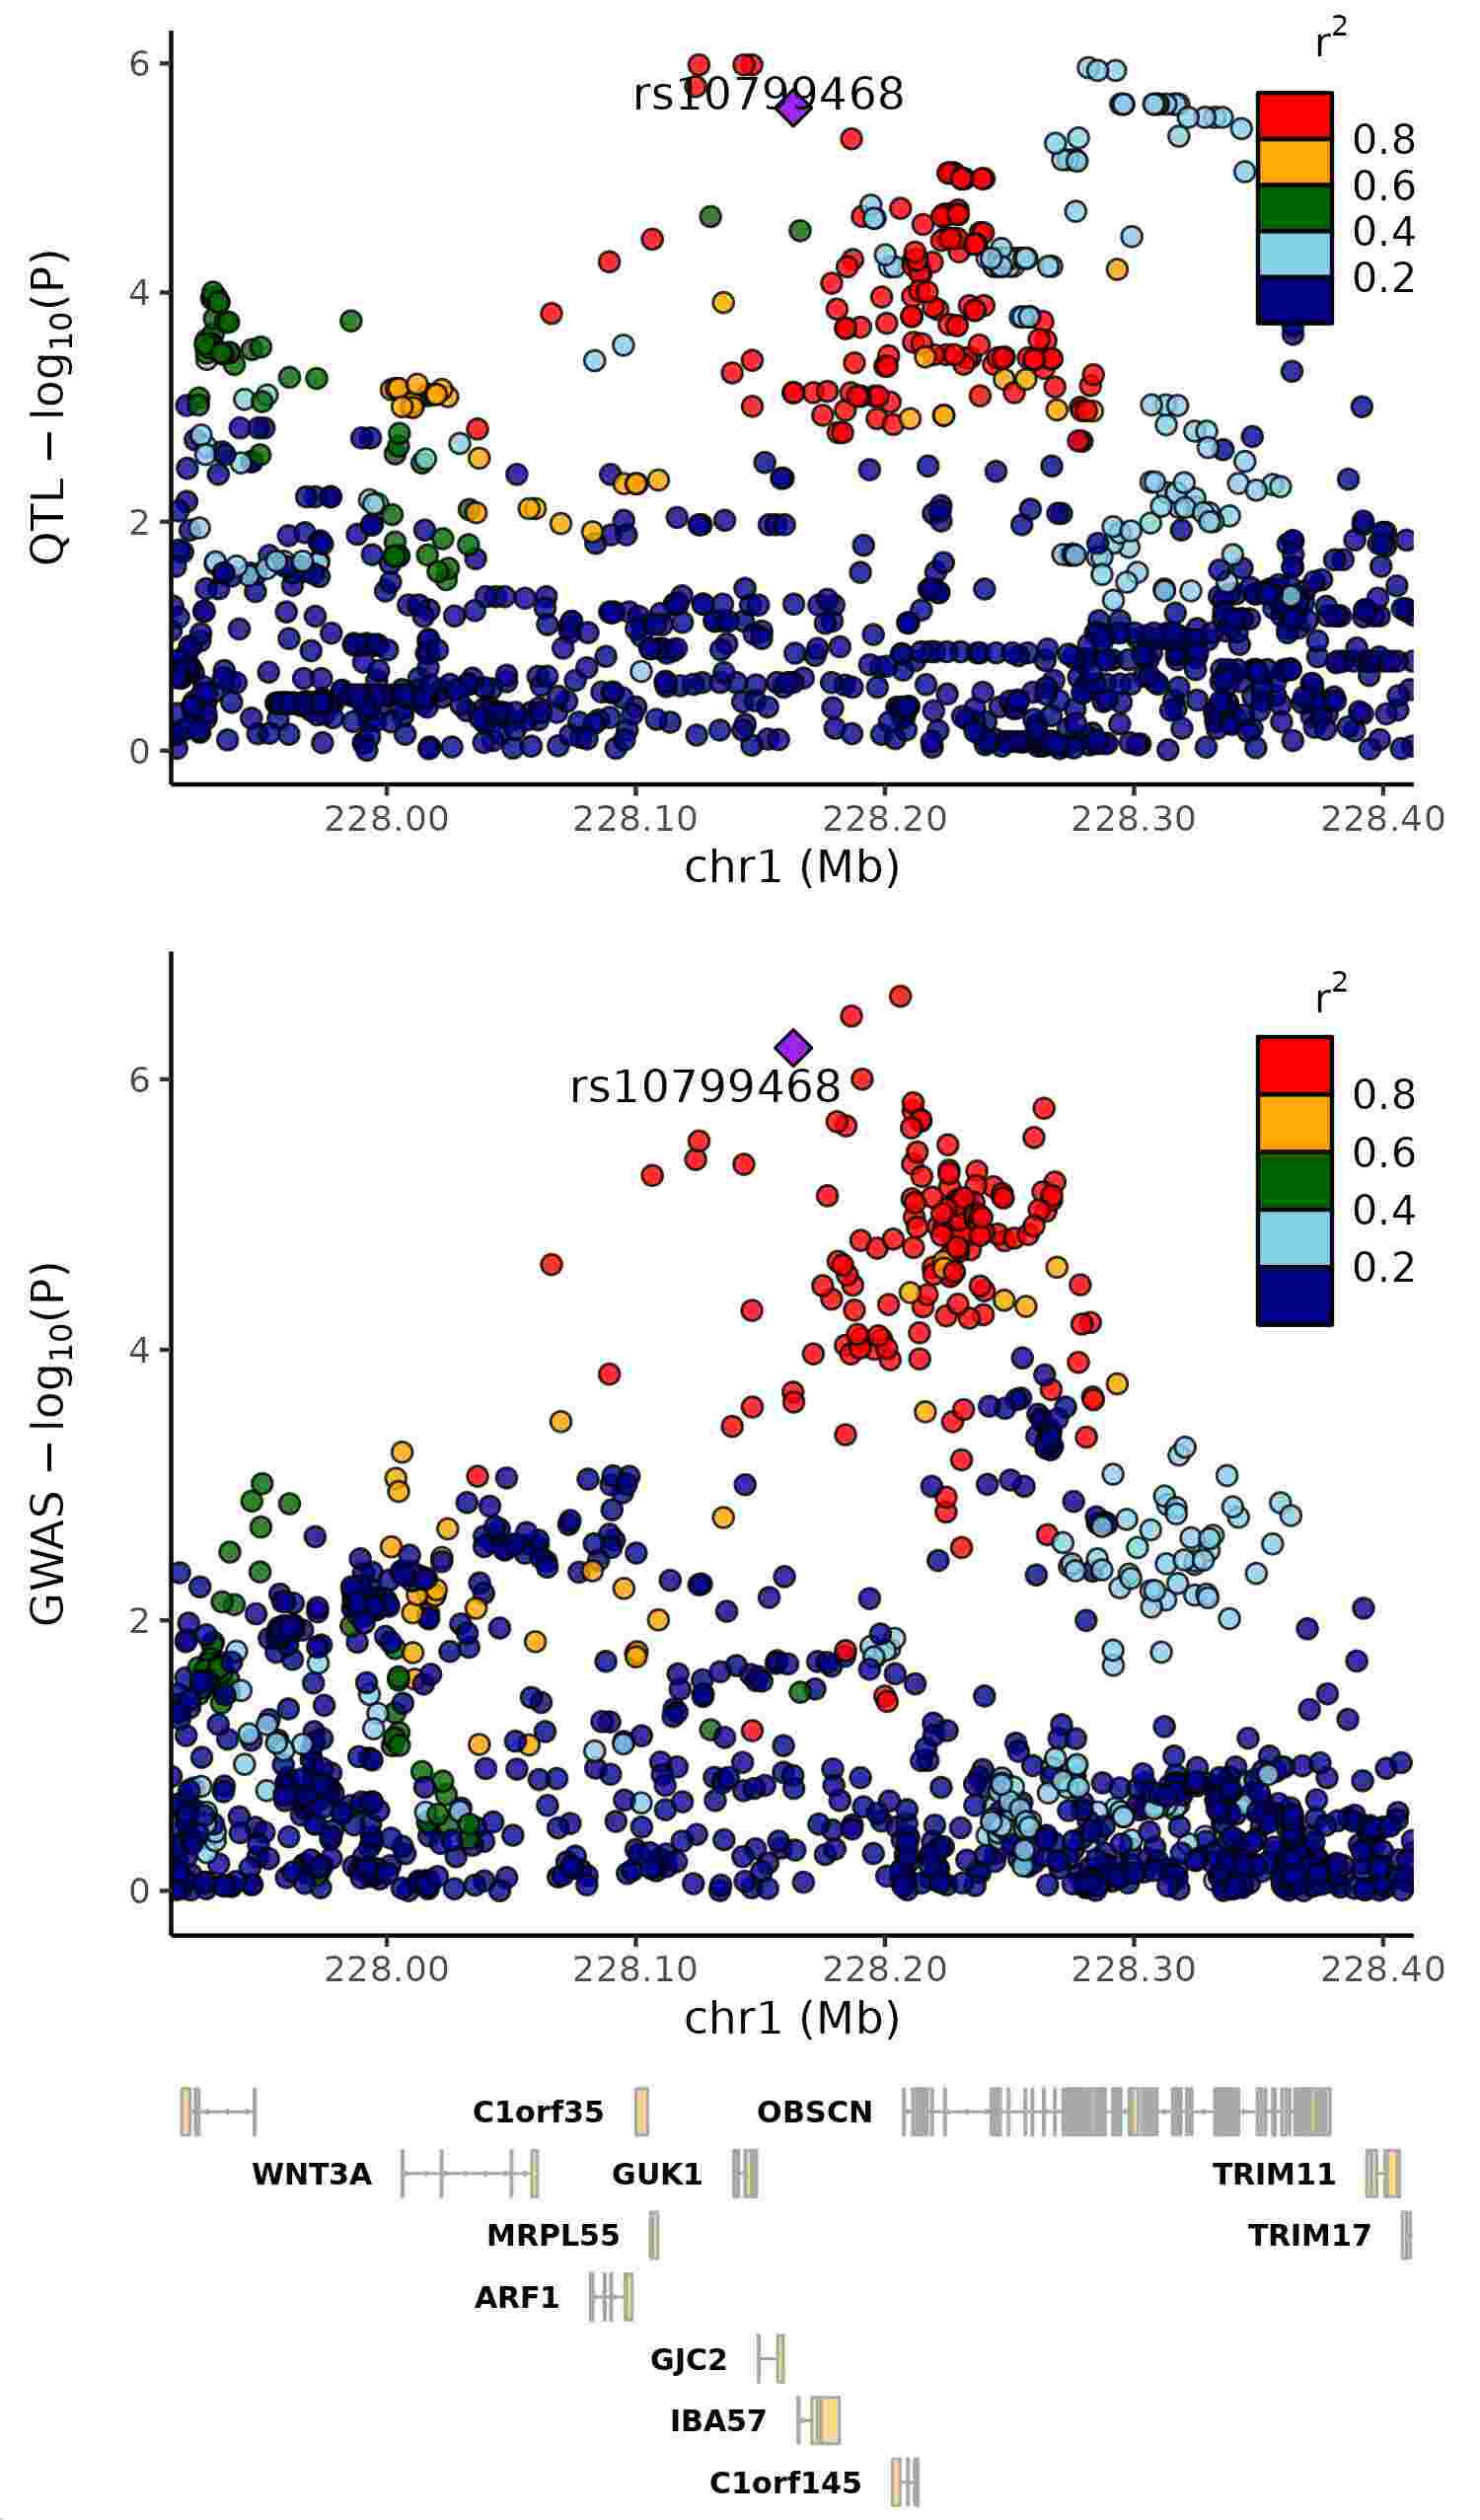 r²
6
rs10799468
0.8
0.6
0.4
0.2
4
2
0
QTL −log₁₀(P)
228.00 228.10 228.20 228.30 228.40
chr1 (Mb)
r²
6
rs10799468
0.8
0.6
0.4
0.2
4
2
0
GWAS −log₁₀(P)
228.00 228.10 228.20 228.30 228.40
chr1 (Mb)
C1orf35 OBSCN
WNT3A GUK1 TRIM11
MRPL55 TRIM17
ARF1
GJC2
IBA57
C1orf145